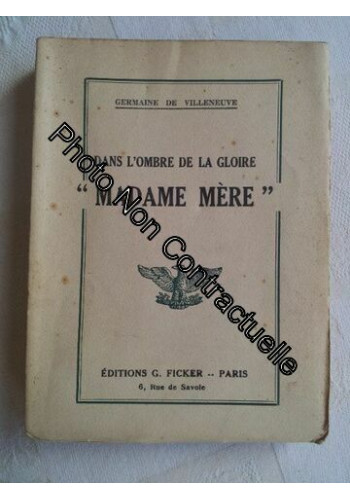 GERMAINE DE VILLENEUVE
DANS L'OMBRE DE LA GLOIRE
"MADAME MÈRE"
Photo Non Contractuelle
ÉDITIONS G. FICKER -- PARIS
6, Rue de Savoie